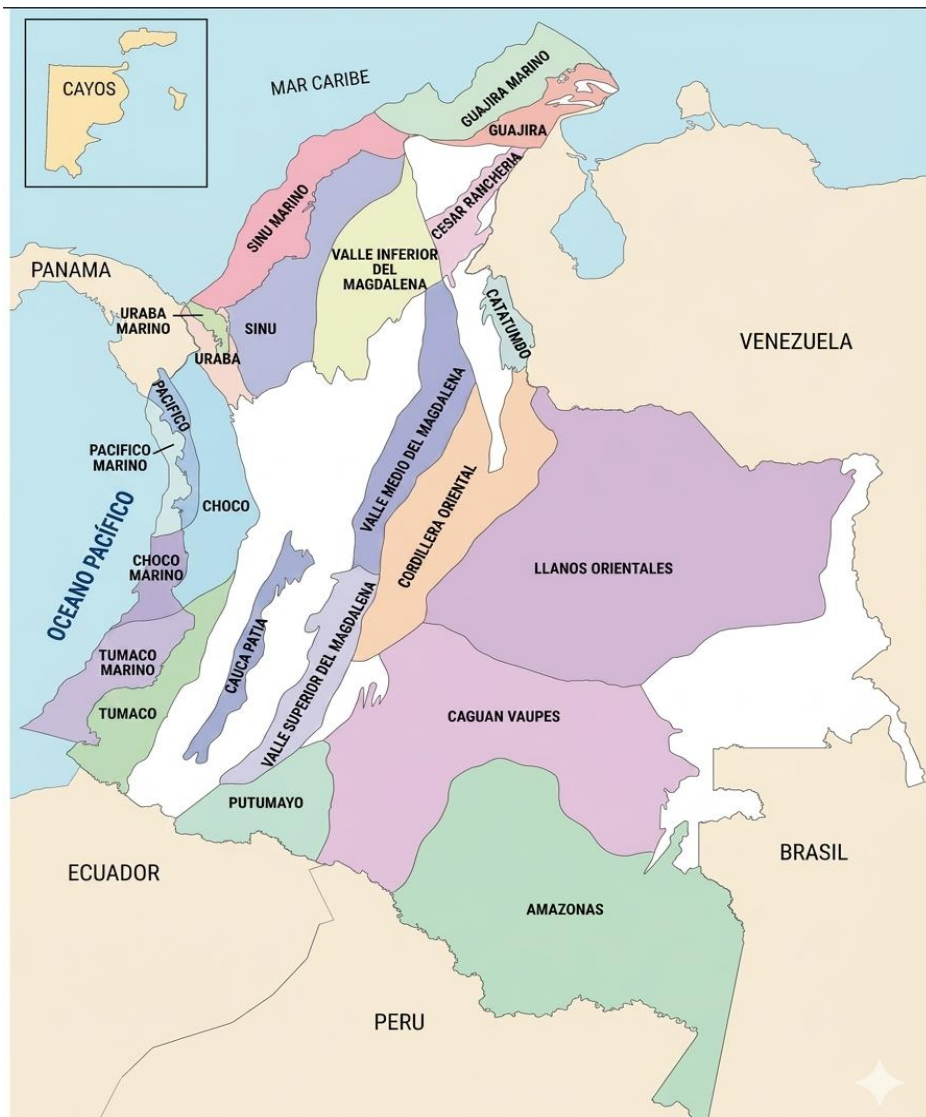 CAYOS
MAR CARIBE
GUAJIRA MARINO
GUAJIRA
CESAR RANCHERIA
SINU MARINO
VALLE INFERIOR
DEL
MAGDALENA
PANAMA
URABA
MARINO
SINU
URABA
CATATUMBO
VENEZUELA
PACIFICO
PACIFICO
MARINO
VALLE MEDIO DEL MAGDALENA
CHOCO
CORDILLERA ORIENTAL
OCEANO PACÍFICO
CHOCO
MARINO
LLANOS ORIENTALES
TUMACO
MARINO
CAUCA PATIA
VALLE SUPERIOR DEL MAGDALENA
TUMACO
CAGUAN VAUPES
PUTUMAYO
ECUADOR
BRASIL
AMAZONAS
PERU